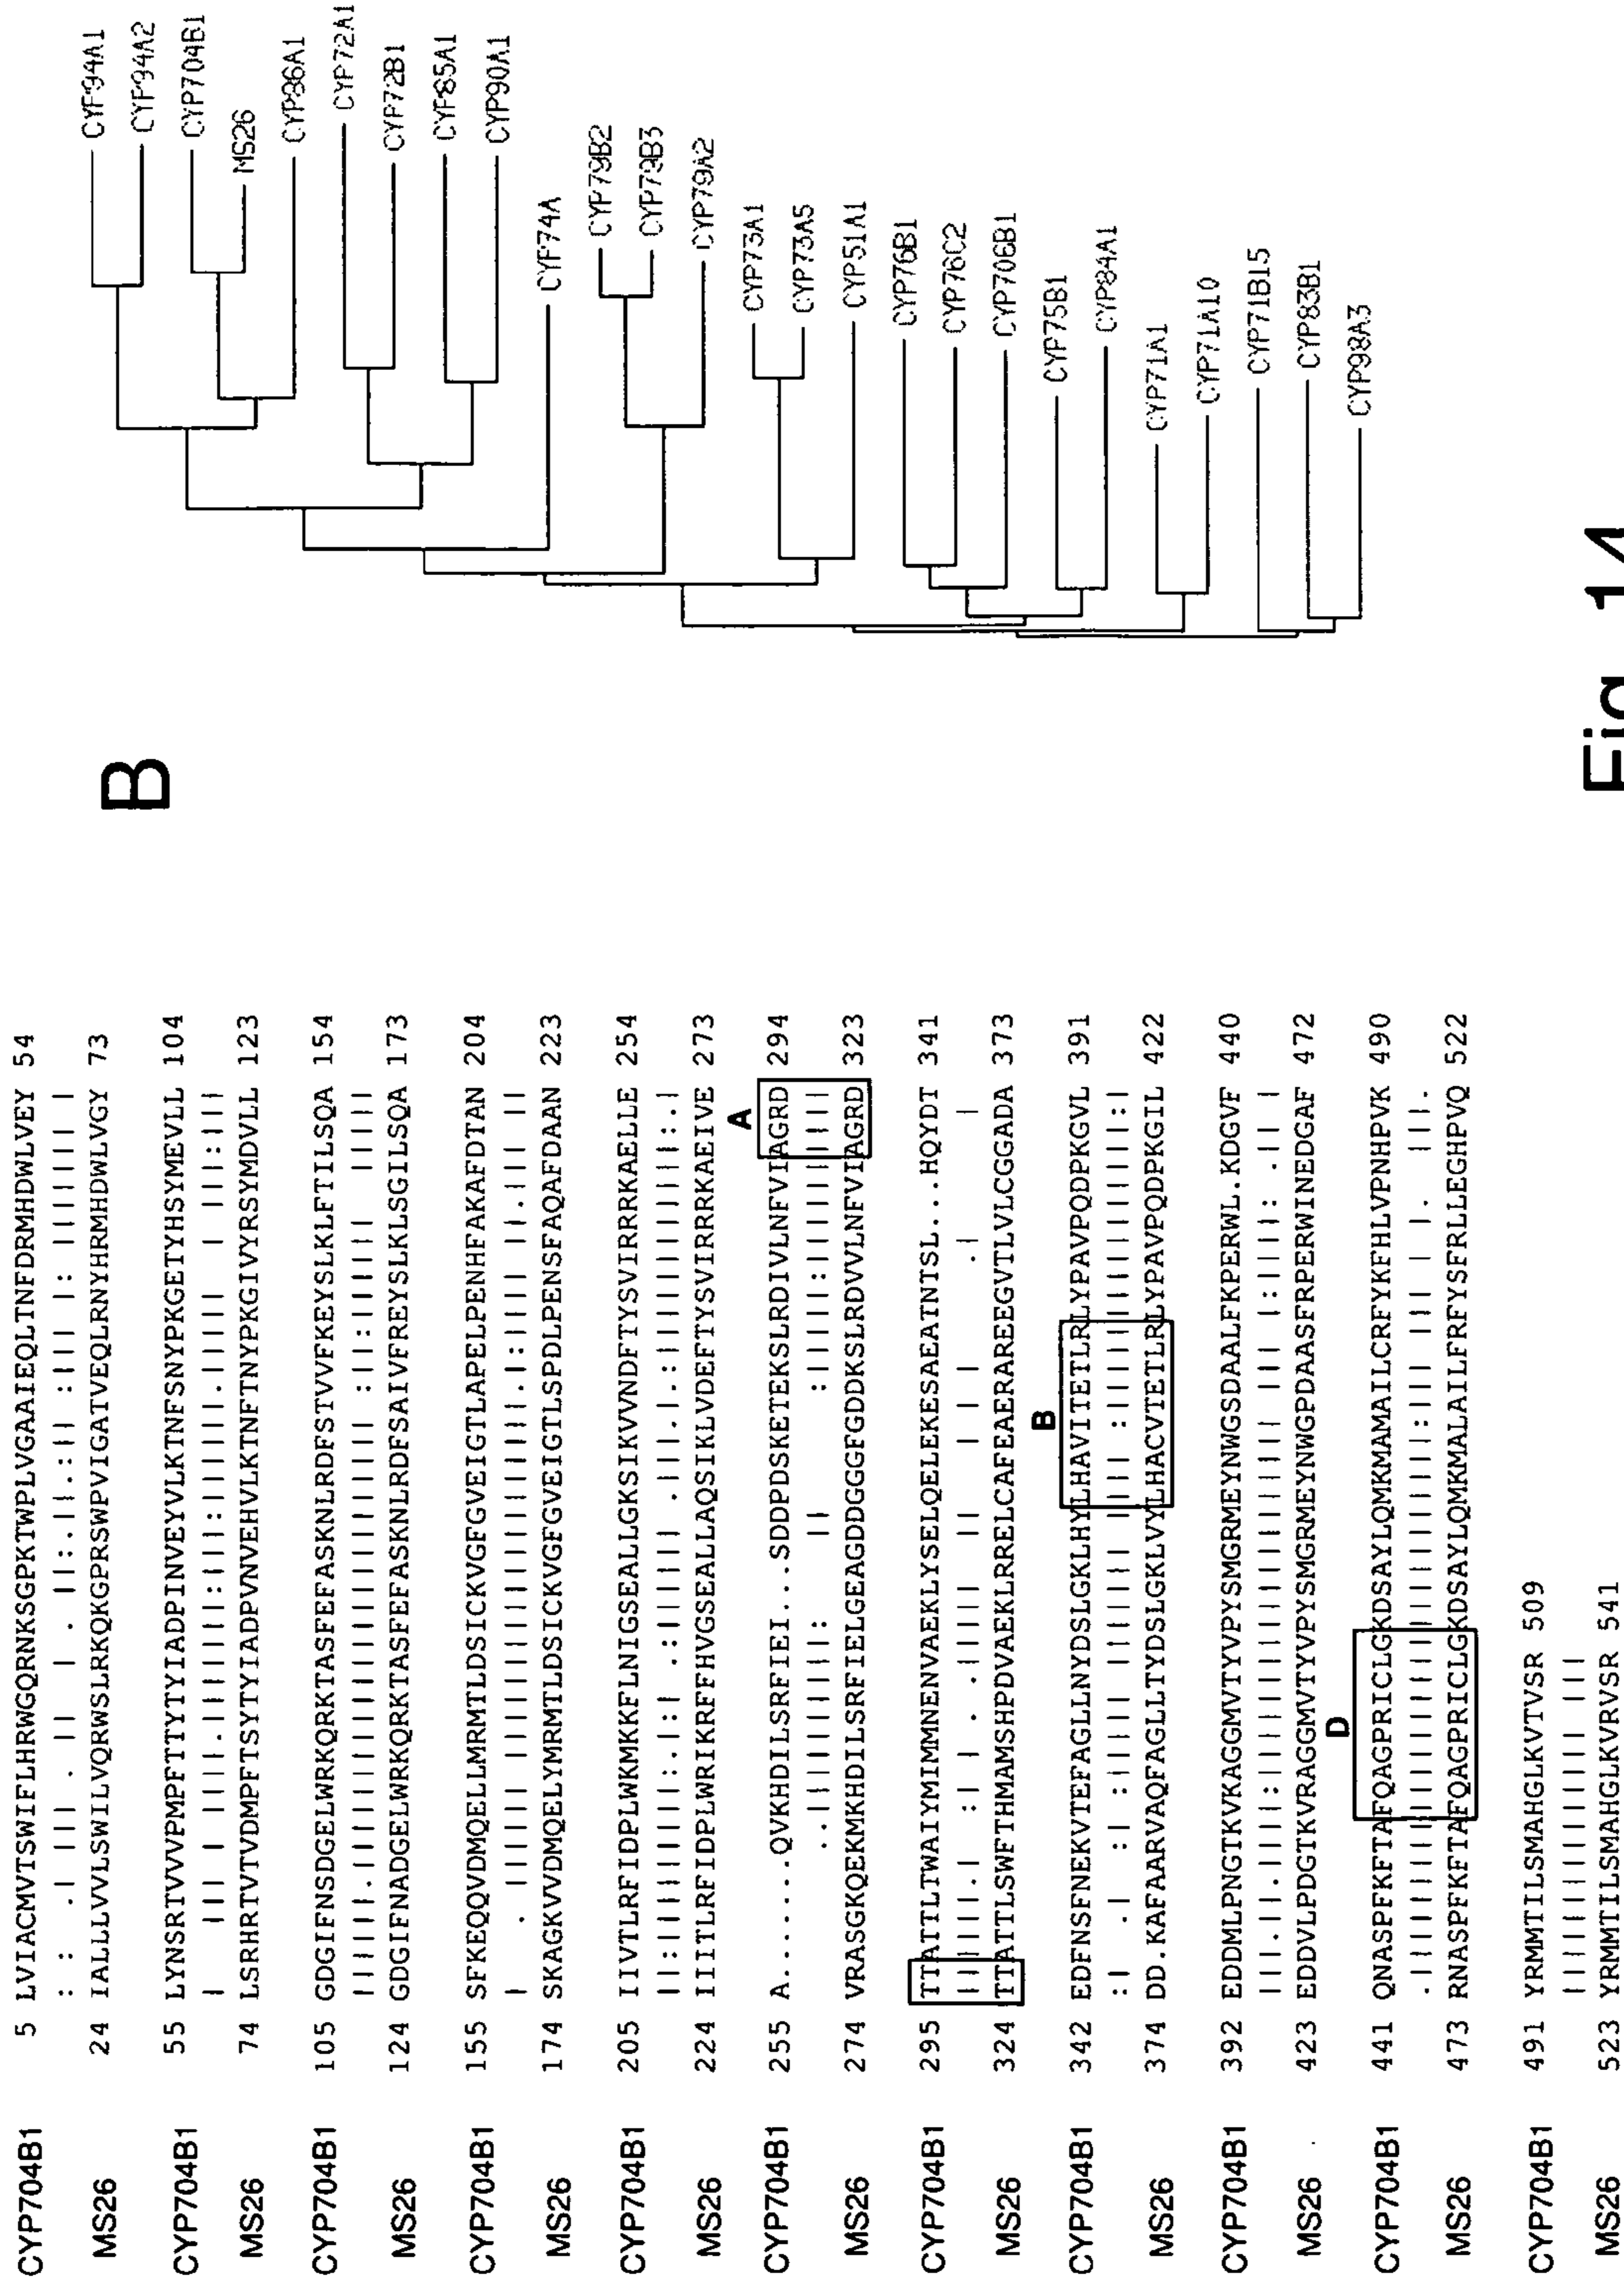 CYP704B1 5 LVIACMVTSWIFLHRWGQRNKSGPKTWPLVGAAIEQLTNFDRMHDWLVEY 54
: : .| ||| . || | . ||:.||.:|| :||| |: |||||| |
MS26 24 IALLLVVLSWILVQRWSLRKQKGPRSWPVIGATVEQLRNYHRMHDWLVGY 73
CYP704B1 55 LYNSRTVVVPMPFTTYTYIADPINVEYVLKTNFSNYPKGETYHSYMEVLL 104
MS26 74 LSRHRTVTVDMPFTSYTYIADPVNVEHVLKTNFTNYPKGIVYRSYMDVLL 123
CYP704B1 105 GDGIFNSDGELWRKQRKTASFEFASKNLRDFSTVVFKEYSLKLFTILSQA 154
MS26 124 GDGIFNADGELWRKQRKTASFEFASKNLRDFSAIVFREYSLKLSGILSQA 173
CYP704B1 155 SFKEQQVDMQELLMRMTLDSICKVGFGVEIGTLAPELPENHFAKAFDTAN 204
MS26 174 SKAGKVVDMQELYMRMTLDSICKVGFGVEIGTLSPDLPENSFAQAFDAAN 223
CYP704B1 205 IIVTLRFIDPLWKMKKFLNIGSEALLGKSIKVVNDFTYSVIRRRKAELLE 254
MS26 224 IIITLRFIDPLWRIKRFFHVGSEALLAQSIKLVDEFTYSVIRRRKAEIVE 273
A
CYP704B1 255 A......QVKHDILSRFIEI...SDDPDSKETEKSLRDIVLNFVIAGRD 294
MS26 274 VRASGKQEKMKHDILSRFIELGEAGDDGGGFGDDKSLRDVVLNFVIAGRD 323
CYP704B1 295 TTATTLTWAIYMIMMNENVAEKLYSELQELEKESAEATNTSL...HQYDT 341
MS26 324 TTATTLSWFTHMAMSHPDVAEKLRRELCAFEAERAREEGVTLVLCGGADA 373
B
CYP704B1 342 EDFNSFNEKVTEFAGLLNYDSLGKLHYLHAVITETLRLYPAVPQDPKGVL 391
MS26 374 DD.KAFAARVAQFAGLLTYDSLGKLVYLHACVTETLRLYPAVPQDPKGIL 422
CYP704B1 392 EDDMLPNGTKVKAGGMVTYVPYSMGRMEYNWGSDAALFKPERWL.KDGVF 440
MS26 423 EDDVLPDGTKVRAGGMVTYVPYSMGRMEYNWGPDAASFRPERWINEDGAF 472
D
CYP704B1 441 QNASPFKFTAFQAGPRICLGKDSAYLQMKMAMAILCRFYKFHLVPNHPVK 490
MS26 473 RNASPFKFTAFQAGPRICLGKDSAYLQMKMALAILFRFYSFRLLEGHPVQ 522
CYP704B1 491 YRMMTILSMAHGLKVTVSR 509
||||||||||||||| |||
MS26 523 YRMMTILSMAHGLKVRVSR 541
B
CYP94A1
CYP94A2
CYP704B1
MS26
CYP86A1
CYP72A1
CYP72B1
CYP85A1
CYP90A1
CYP74A
CYP79B2
CYP79B3
CYP79A2
CYP73A1
CYP73A5
CYP51A1
CYP76B1
CYP76C2
CYP706B1
CYP75B1
CYP84A1
CYP71A1
CYP71A10
CYP71B15
CYP83B1
CYP98A3
Fig. 14